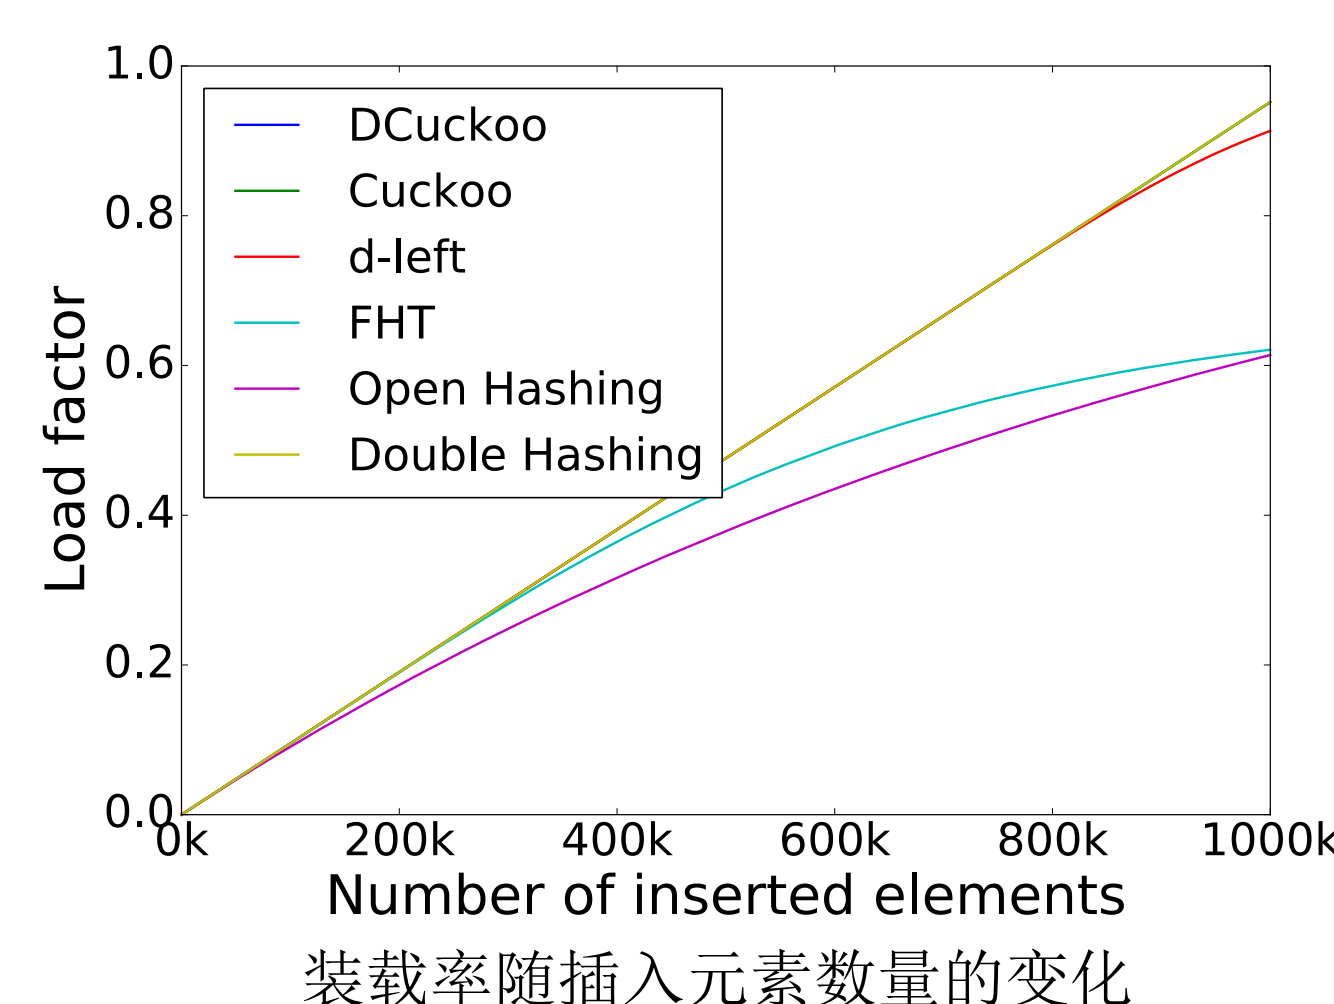 1.0
0.8
0.6
0.4
0.2
0.0
Load factor
DCuckoo
Cuckoo
d-left
FHT
Open Hashing
Double Hashing
0k 200k 400k 600k 800k 1000k
Number of inserted elements
装载率随插入元素数量的变化